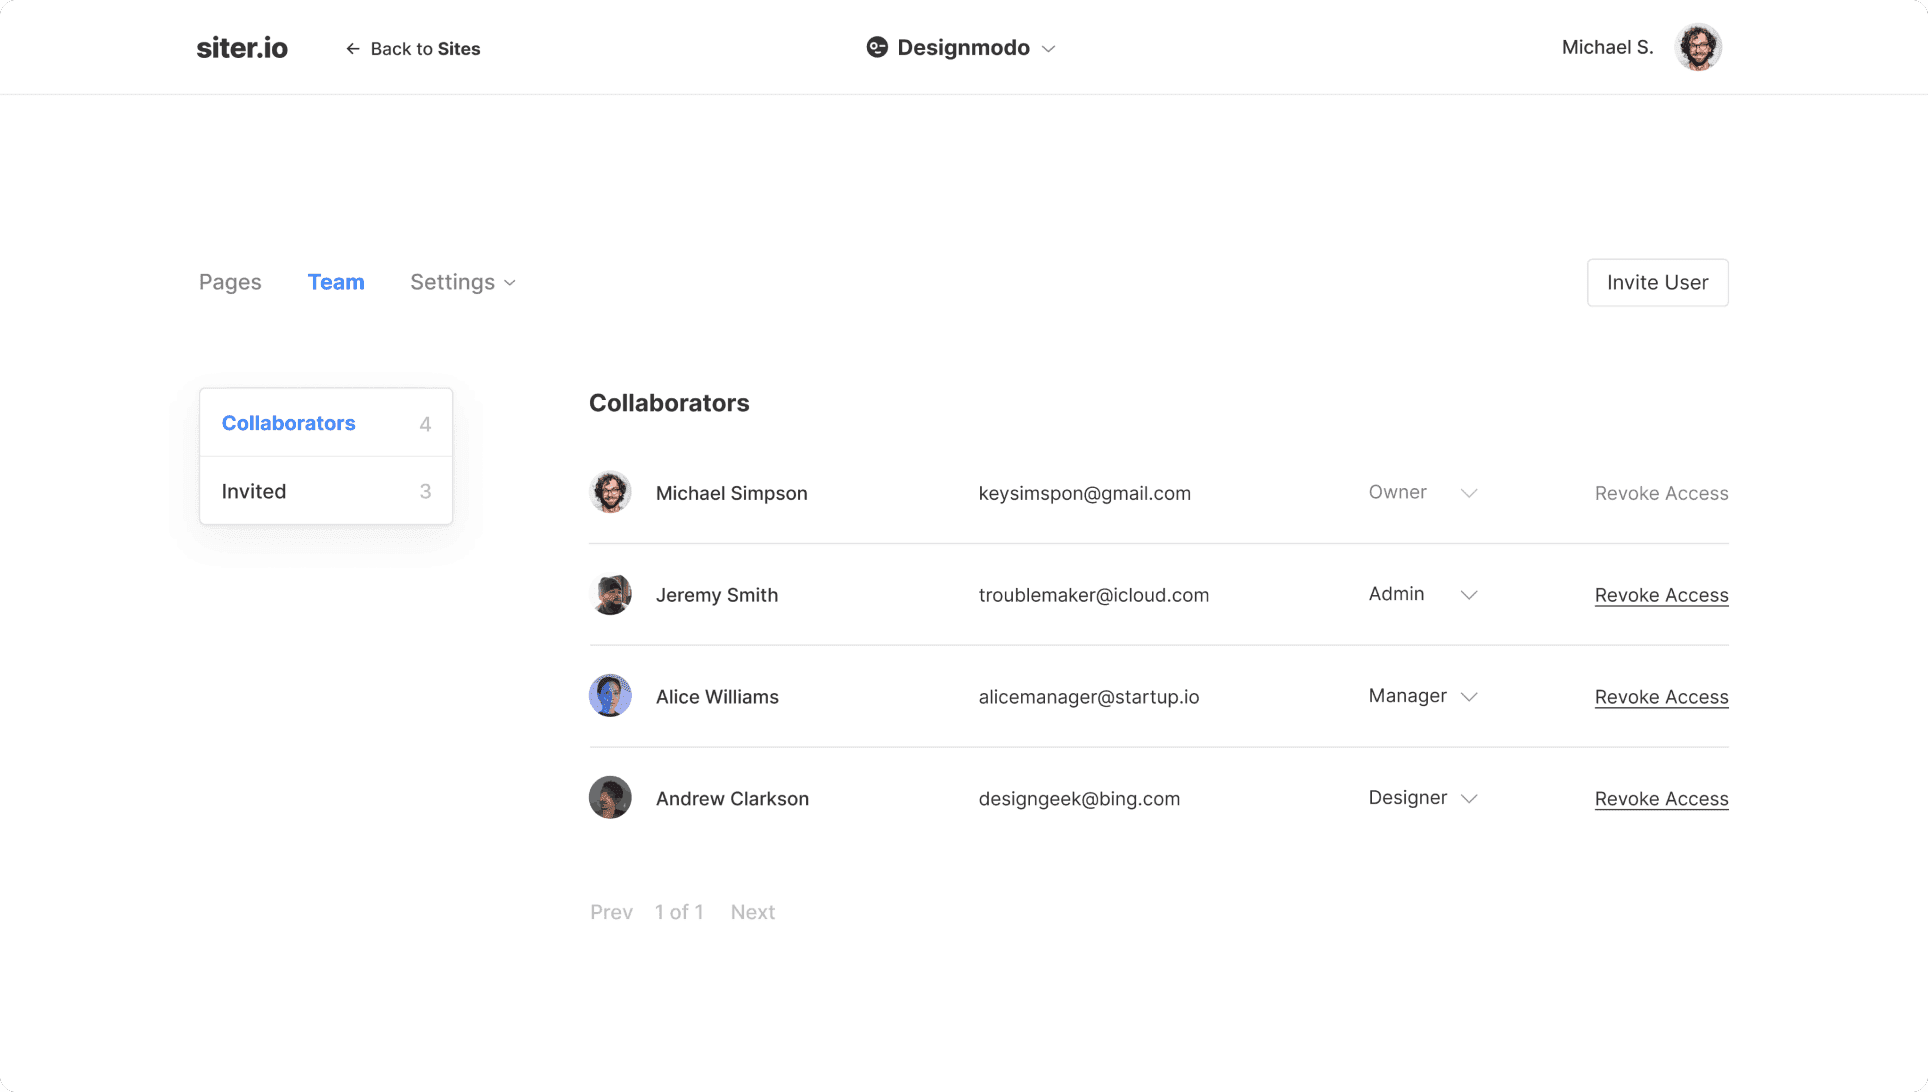 siter.io
← Back to Sites
Designmodo
Michael S.
Pages
Team
Settings
Invite User
Collaborators 4
Invited 3
Collaborators
Michael Simpson keysimspon@gmail.com Owner Revoke Access
Jeremy Smith troublemaker@icloud.com Admin Revoke Access
Alice Williams alicemanager@startup.io Manager Revoke Access
Andrew Clarkson designgeek@bing.com Designer Revoke Access
Prev 1 of 1 Next